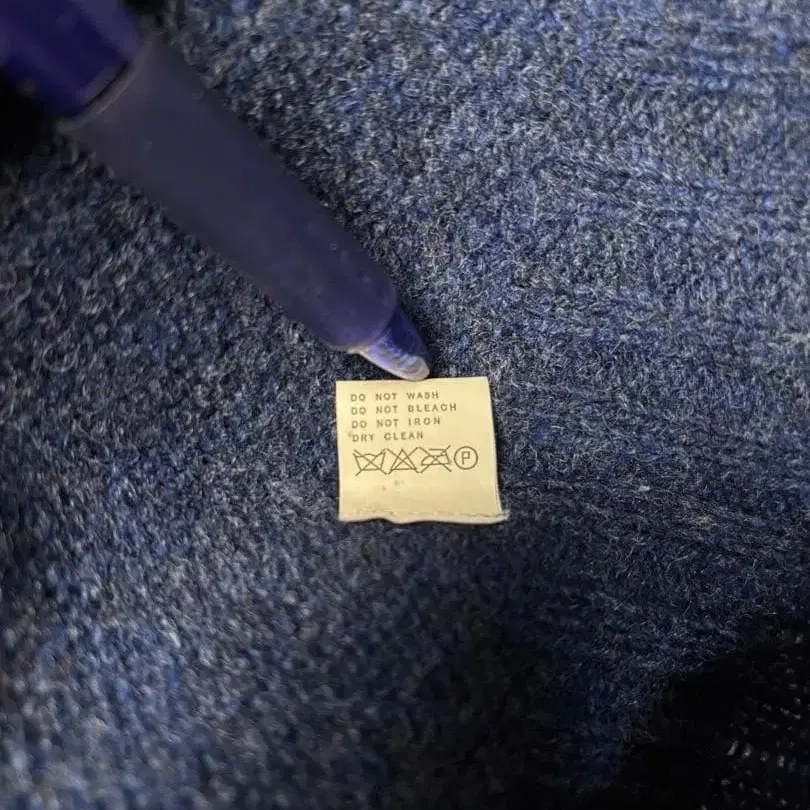 DO NOT WASH
DO NOT BLEACH
DO NOT IRON
DRY CLEAN
P